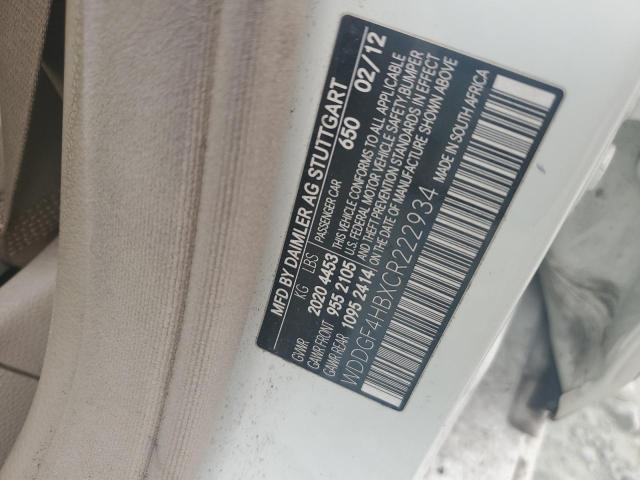 MFD BY DAIMLER AG STUTTGART
650 02/12
KG LBS PASSENGER CAR
GVWR 2020 4453 THIS VEHICLE CONFORMS TO ALL APPLICABLE
GAWR FRONT 955 2105 U.S. FEDERAL MOTOR VEHICLE SAFETY,BUMPER
GAWR REAR 1095 2414 AND THEFT PREVENTION STANDARDS IN EFFECT
ON THE DATE OF MANUFACTURE SHOWN ABOVE
WDDGF4HBXCR222934 MADE IN SOUTH AFRICA